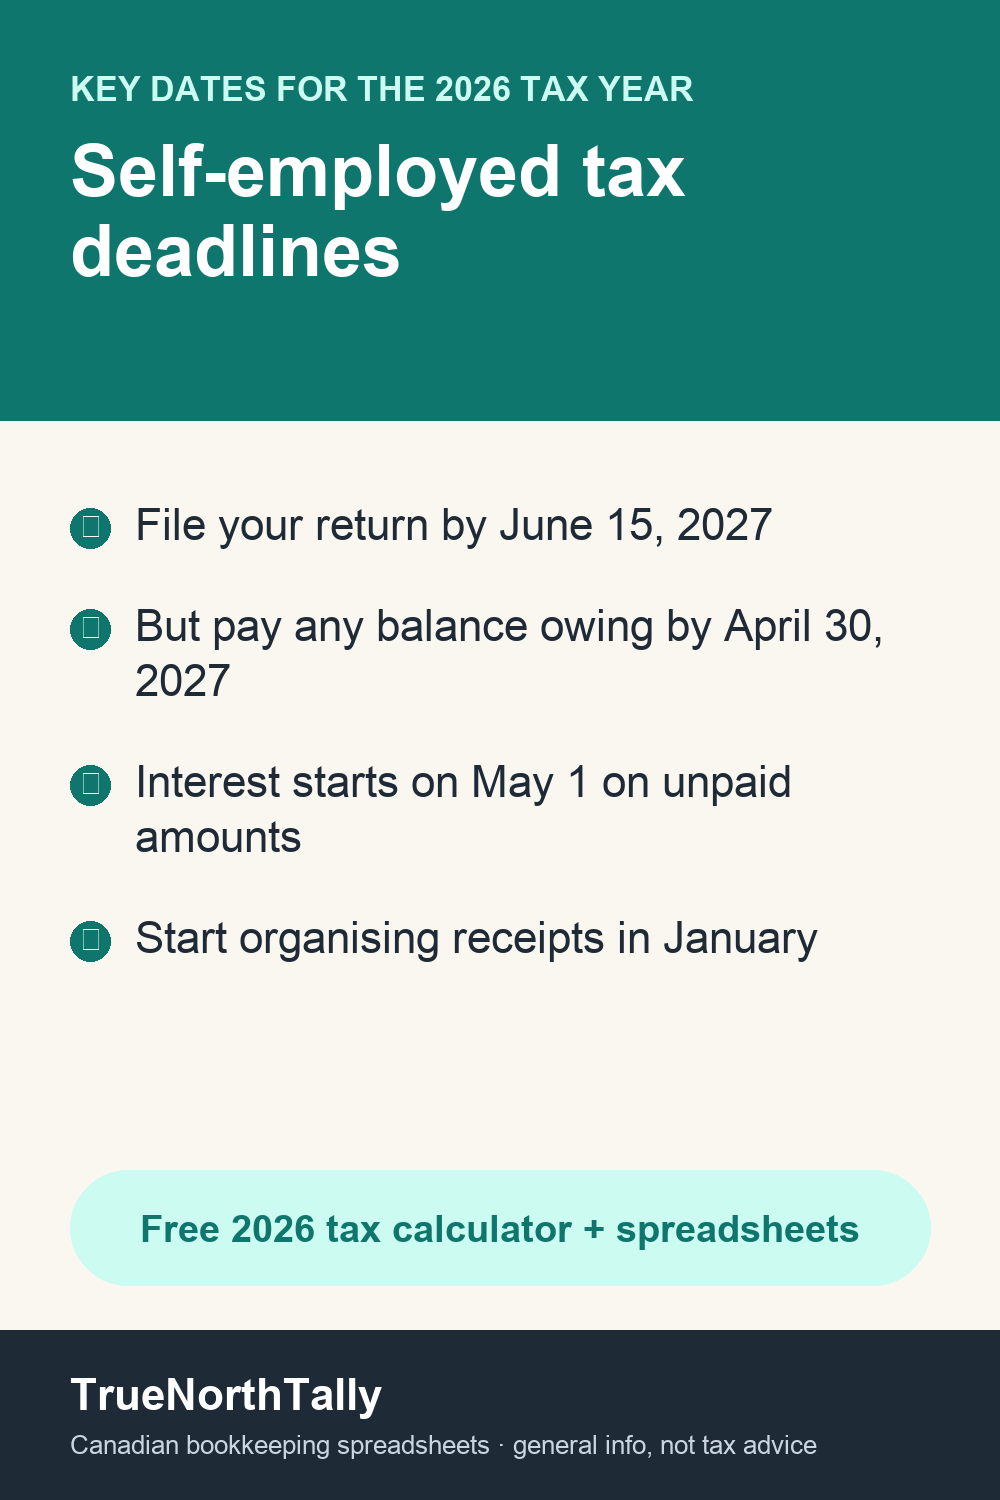 KEY DATES FOR THE 2026 TAX YEAR
Self-employed tax
deadlines
File your return by June 15, 2027
But pay any balance owing by April 30,
2027
Interest starts on May 1 on unpaid
amounts
Start organising receipts in January
Free 2026 tax calculator + spreadsheets
TrueNorthTally
Canadian bookkeeping spreadsheets · general info, not tax advice